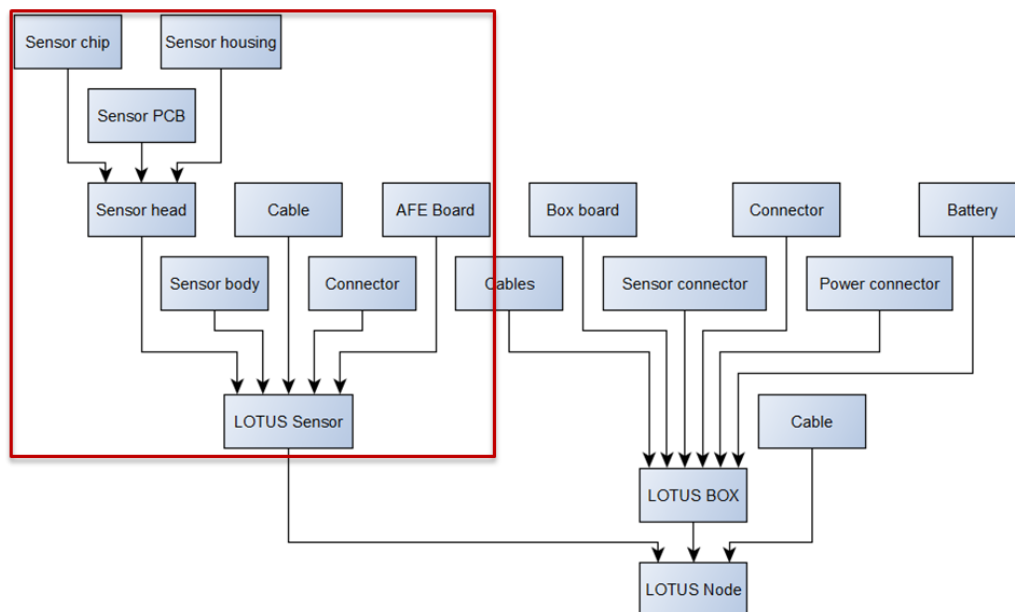 Sensor chip
Sensor housing
Sensor PCB
Sensor head
Cable
AFE Board
Box board
Connector
Battery
Sensor body
Connector
Cables
Sensor connector
Power connector
LOTUS Sensor
Cable
LOTUS BOX
LOTUS Node